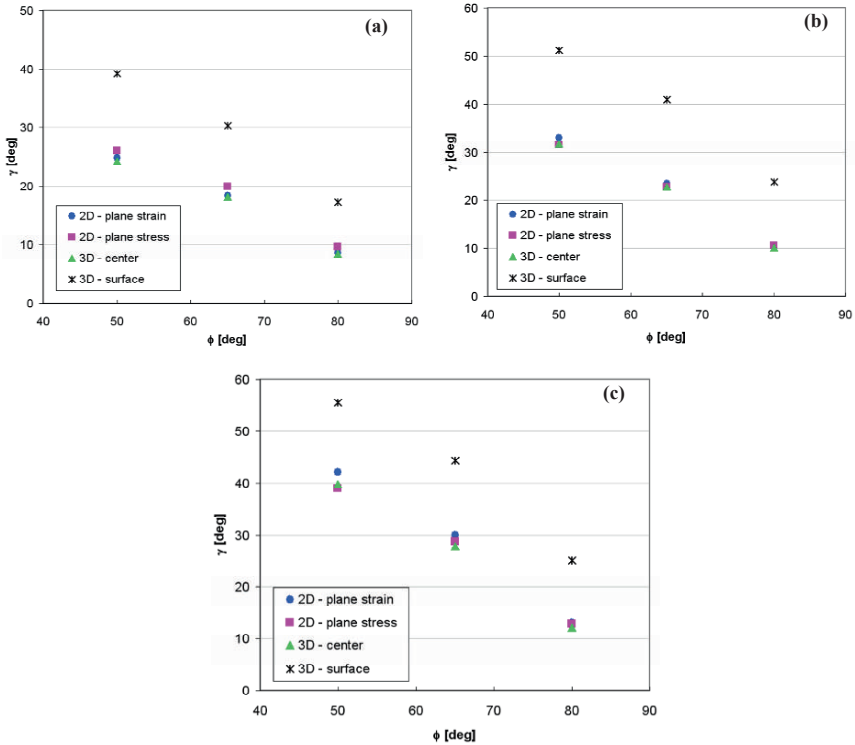 (a)
50
40
30
20
10
0
γ [deg]
2D - plane strain
2D - plane stress
3D - center
3D - surface
40 50 60 70 80 90
ϕ [deg]
(b)
60
50
40
30
20
10
0
γ [deg]
2D - plane strain
2D - plane stress
3D - center
3D - surface
40 50 60 70 80 90
ϕ [deg]
(c)
60
50
40
30
20
10
0
γ [deg]
2D - plane strain
2D - plane stress
3D - center
3D - surface
40 50 60 70 80 90
ϕ [deg]